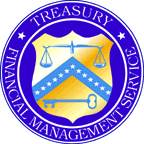 TREASURY
FINANCIAL MANAGEMENT SERVICE